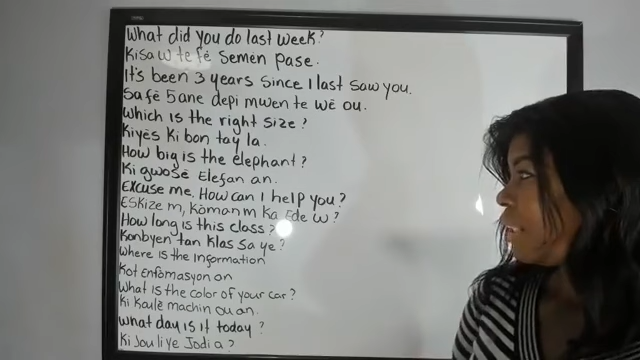 What did you do last week?
Kisa w te fè Semèn pase.
It's been 3 years since I last saw you.
Sa fè 5 ane depi mwen te wè ou.
Which is the right size?
Kiyès ki bon tay la.
How big is the elephant?
Ki gwosè Elefan an.
Excuse me. How can I help you?
Eskize m, Kòman m ka Ede w?
How long is this class?
Konbyen tan klas sa ye?
Where is the information
Kot Enfòmasyon on
What is the color of your car?
Ki Koulè machin ou an.
What day is it today?
Ki Jou li ye Jodi a?